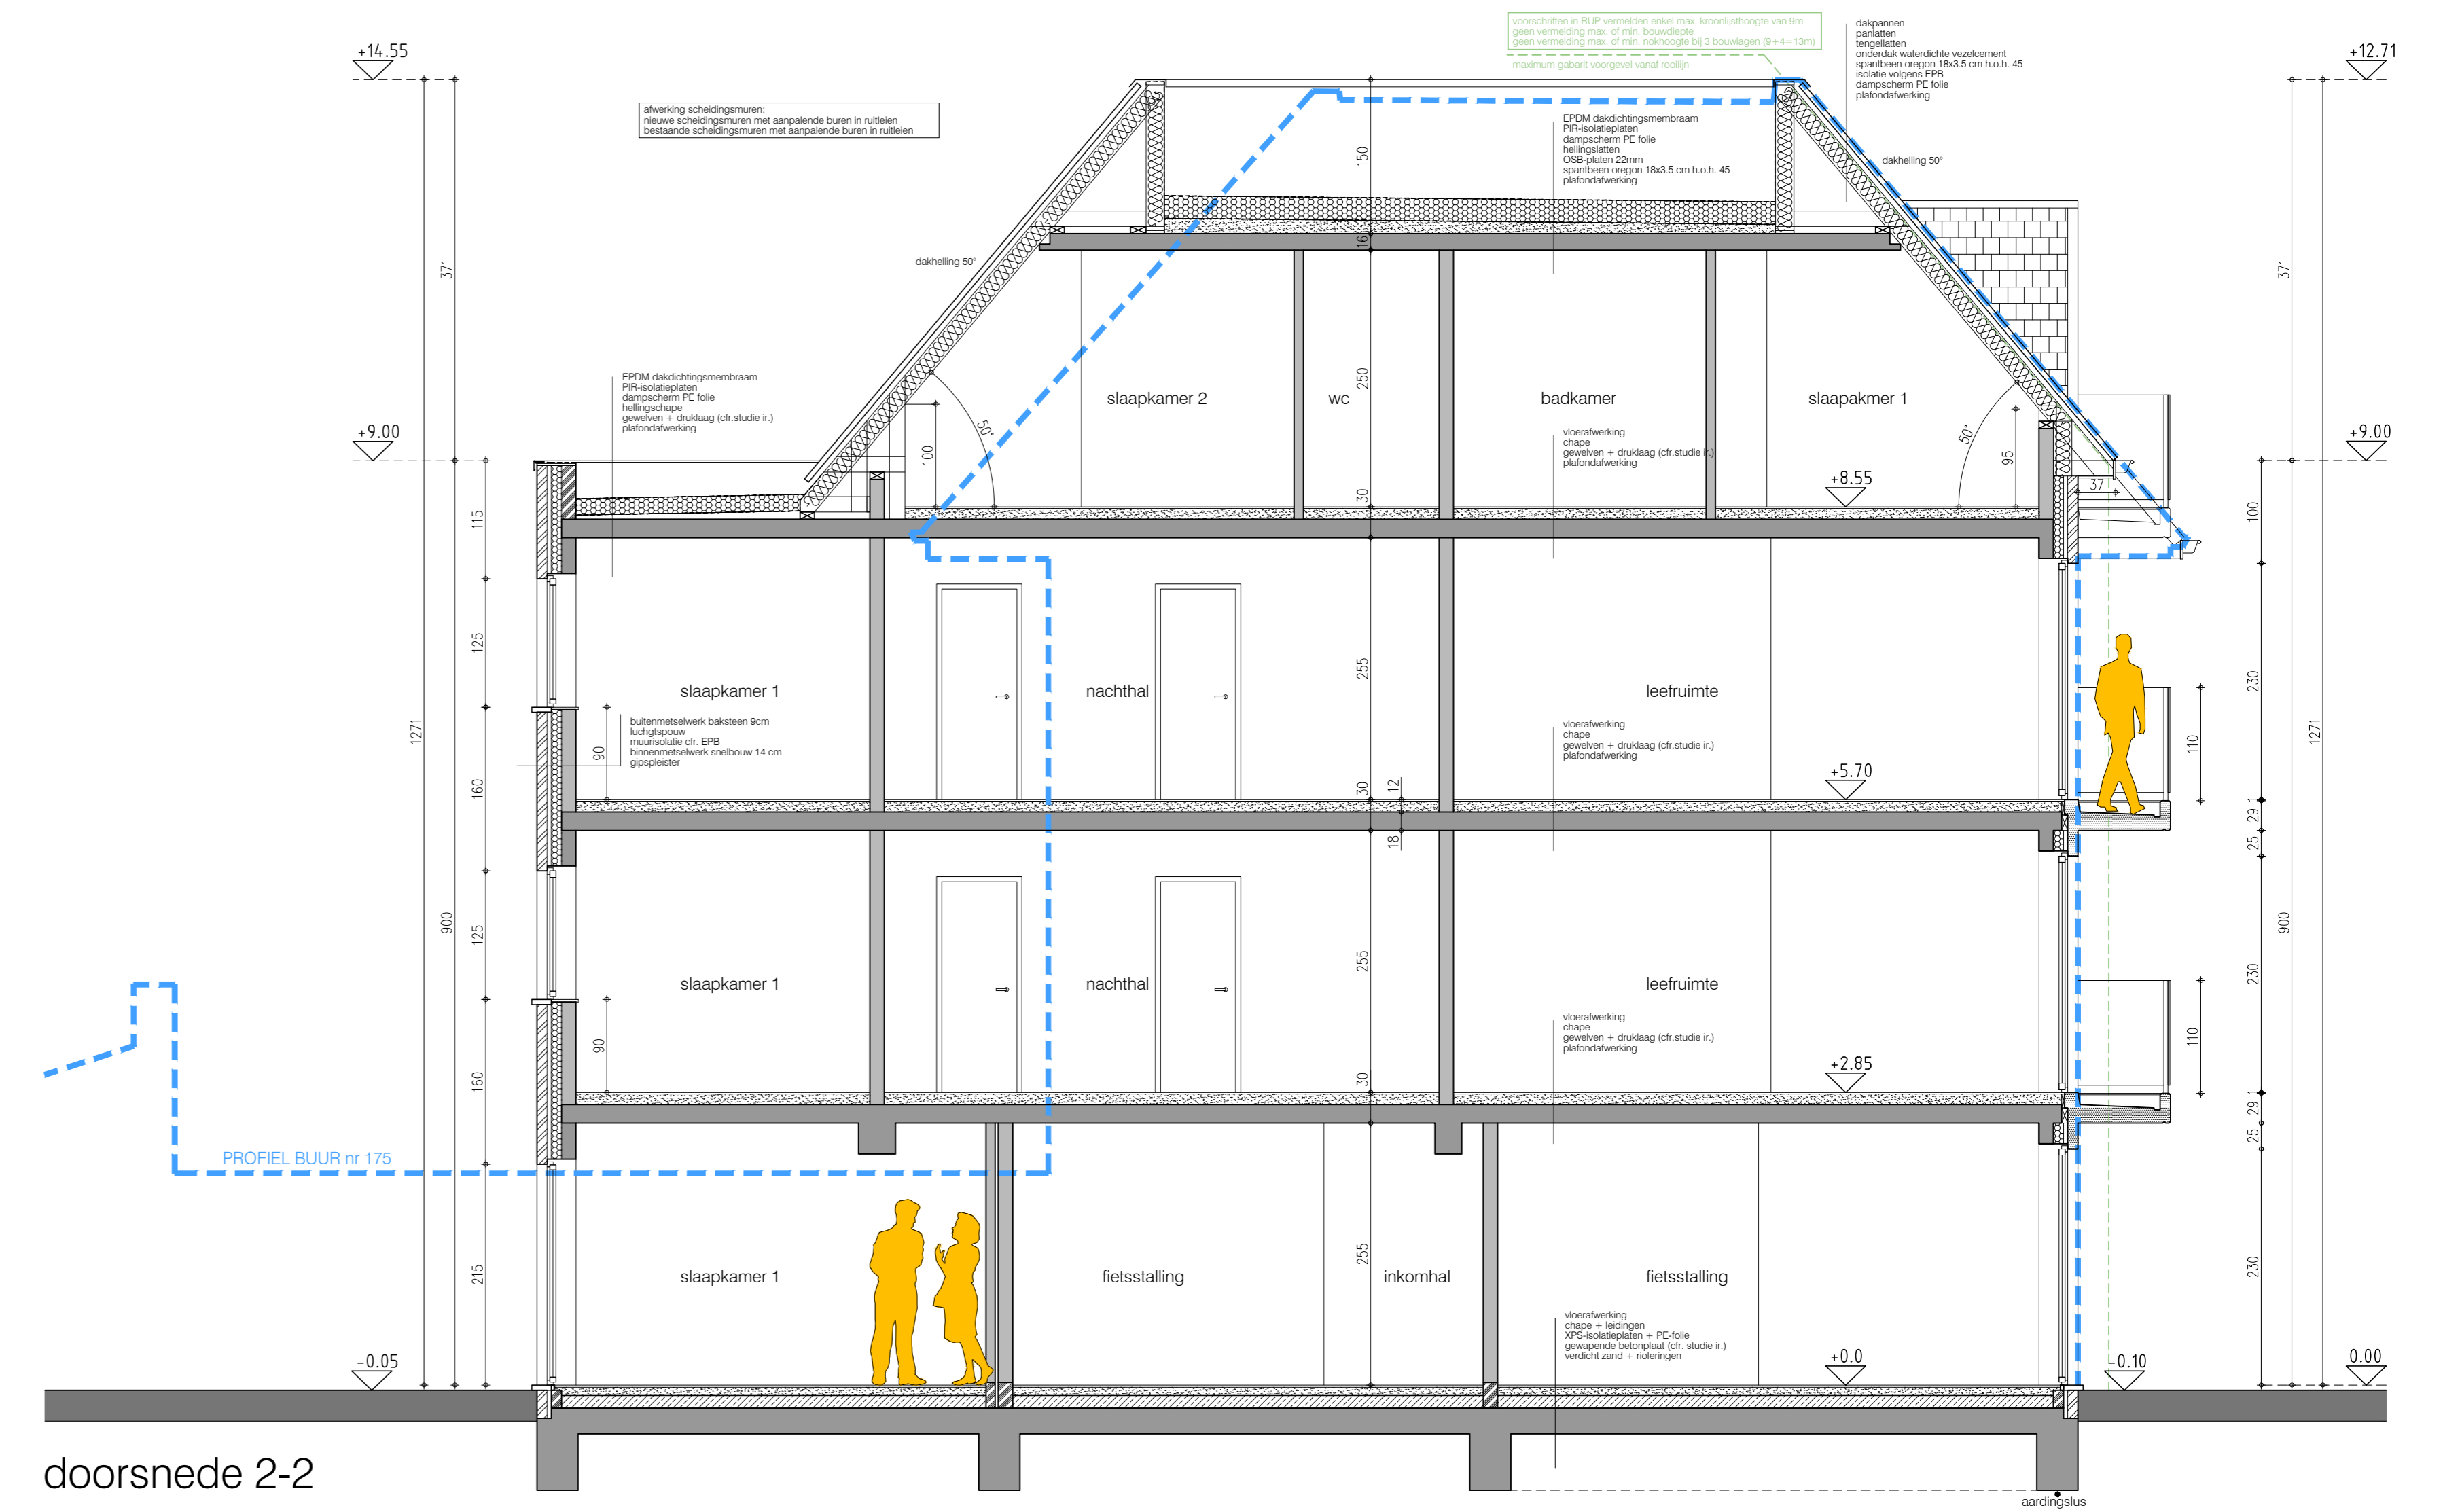 voorschriften in RUP vermelden enkel max. kroonlijsthoogte van 9m
geen vermelding max. of min. bouwdiepte
geen vermelding max. of min. nokhoogte bij 3 bouwlagen (9+4=13m)
maximum gabarit voorgevel vanaf rooilijn
dakpannen
panlatten
tengellatten
onderdak waterdichte vezelcement
spantbeen oregon 18x3.5 cm h.o.h. 45
isolatie volgens EPB
dampscherm PE folie
plafondafwerking
+14.55
+12.71
afwerking scheidingsmuren:
nieuwe scheidingsmuren met aanpalende buren in ruitleien
bestaande scheidingsmuren met aanpalende buren in ruitleien
EPDM dakdichtingsmembraam
PIR-isolatieplaten
dampscherm PE folie
hellingslatten
OSB-platen 22mm
spantbeen oregon 18x3.5 cm h.o.h. 45
plafondafwerking
150
dakhelling 50°
16
dakhelling 50°
371
371
EPDM dakdichtingsmembraam
PIR-isolatieplaten
dampscherm PE folie
hellingschape
gewelven + druklaag (cfr.studie ir.)
plafondafwerking
slaapkamer 2
wc
badkamer
slaapakmer 1
250
50°
50°
100
95
+9.00
+9.00
vloerafwerking
chape
gewelven + druklaag (cfr.studie ir.)
plafondafwerking
+8.55
37
30
115
100
125
255
230
slaapkamer 1
nachthal
leefruimte
buitenmetselwerk baksteen 9cm
luchgtspouw
muurisolatie cfr. EPB
binnenmetselwerk snelbouw 14 cm
gipspleister
90
vloerafwerking
chape
gewelven + druklaag (cfr.studie ir.)
plafondafwerking
+5.70
110
1271
1271
160
30
12
18
1
29
25
900
900
125
255
230
slaapkamer 1
nachthal
leefruimte
90
vloerafwerking
chape
gewelven + druklaag (cfr.studie ir.)
plafondafwerking
+2.85
110
160
30
1
29
25
PROFIEL BUUR nr 175
215
255
230
slaapkamer 1
fietsstalling
inkomhal
fietsstalling
vloerafwerking
chape + leidingen
XPS-isolatieplaten + PE-folie
gewapende betonplaat (cfr. studie ir.)
verdicht zand + rioleringen
-0.05
+0.0
-0.10
0.00
doorsnede 2-2
aardingslus